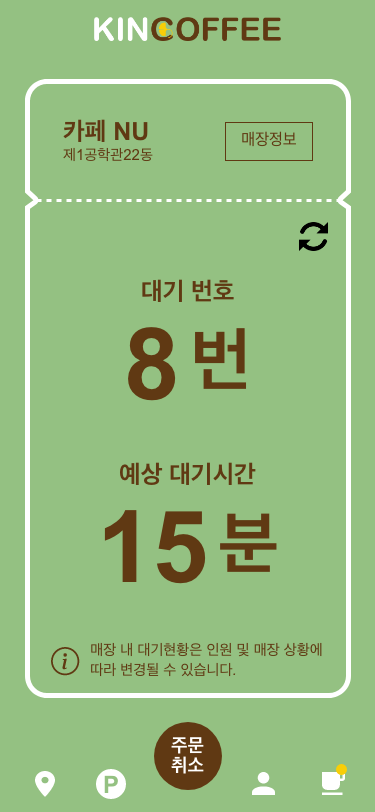 KINCOFFEE
카페 NU
제1공학관22동
매장정보
대기 번호
8 번
예상 대기시간
15 분
i
매장 내 대기현황은 인원 및 매장 상황에
따라 변경될 수 있습니다.
주문
취소
P